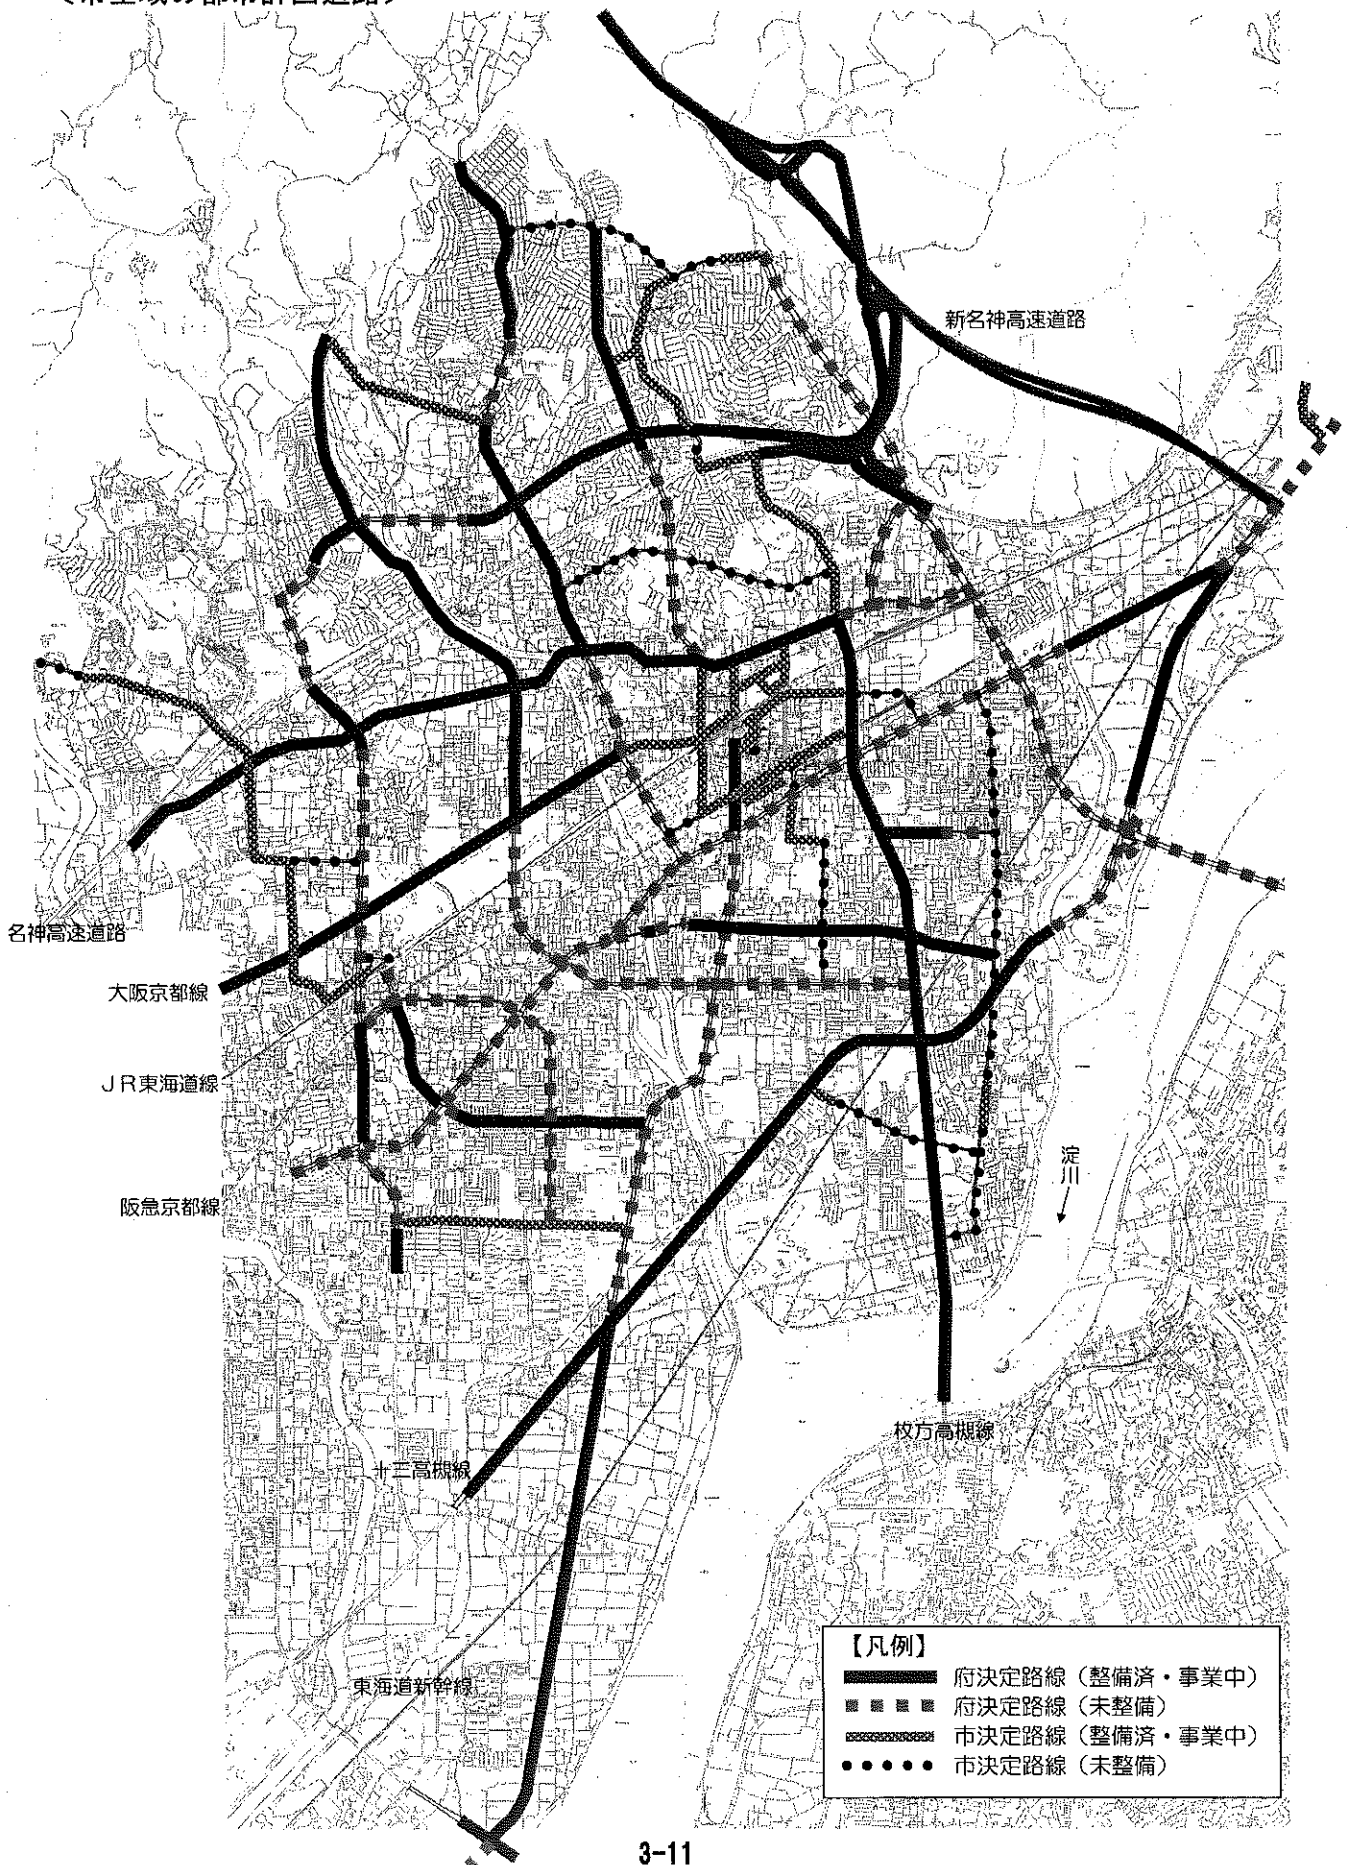 新名神高速道路
名神高速道路
大阪京都線
JR東海道線
阪急京都線
淀川
枚方高槻線
十三高槻線
東海道新幹線
【凡例】
府決定路線（整備済・事業中）
府決定路線（未整備）
市決定路線（整備済・事業中）
市決定路線（未整備）
3-11